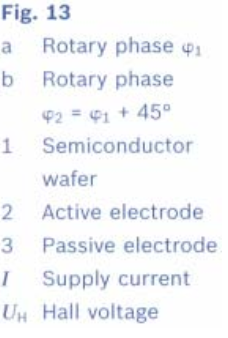 Fig. 13
a Rotary phase φ₁
b Rotary phase
φ₂ = φ₁ + 45°
1 Semiconductor
wafer
2 Active electrode
3 Passive electrode
I Supply current
U_H Hall voltage